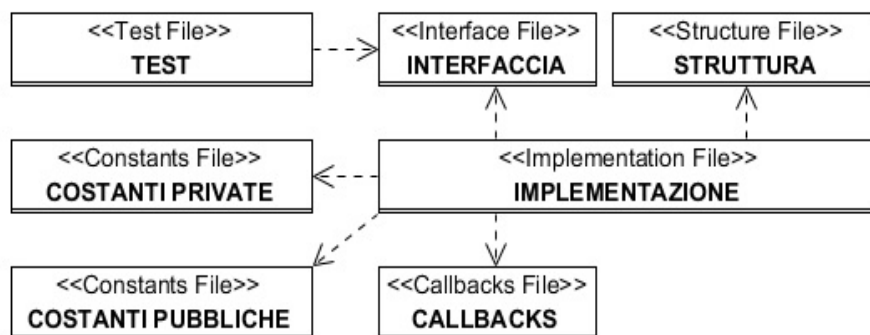 <<Test File>>
TEST
<<Interface File>>
INTERFACCIA
<<Structure File>>
STRUTTURA
<<Constants File>>
COSTANTI PRIVATE
<<Implementation File>>
IMPLEMENTAZIONE
<<Constants File>>
COSTANTI PUBBLICHE
<<Callbacks File>>
CALLBACKS